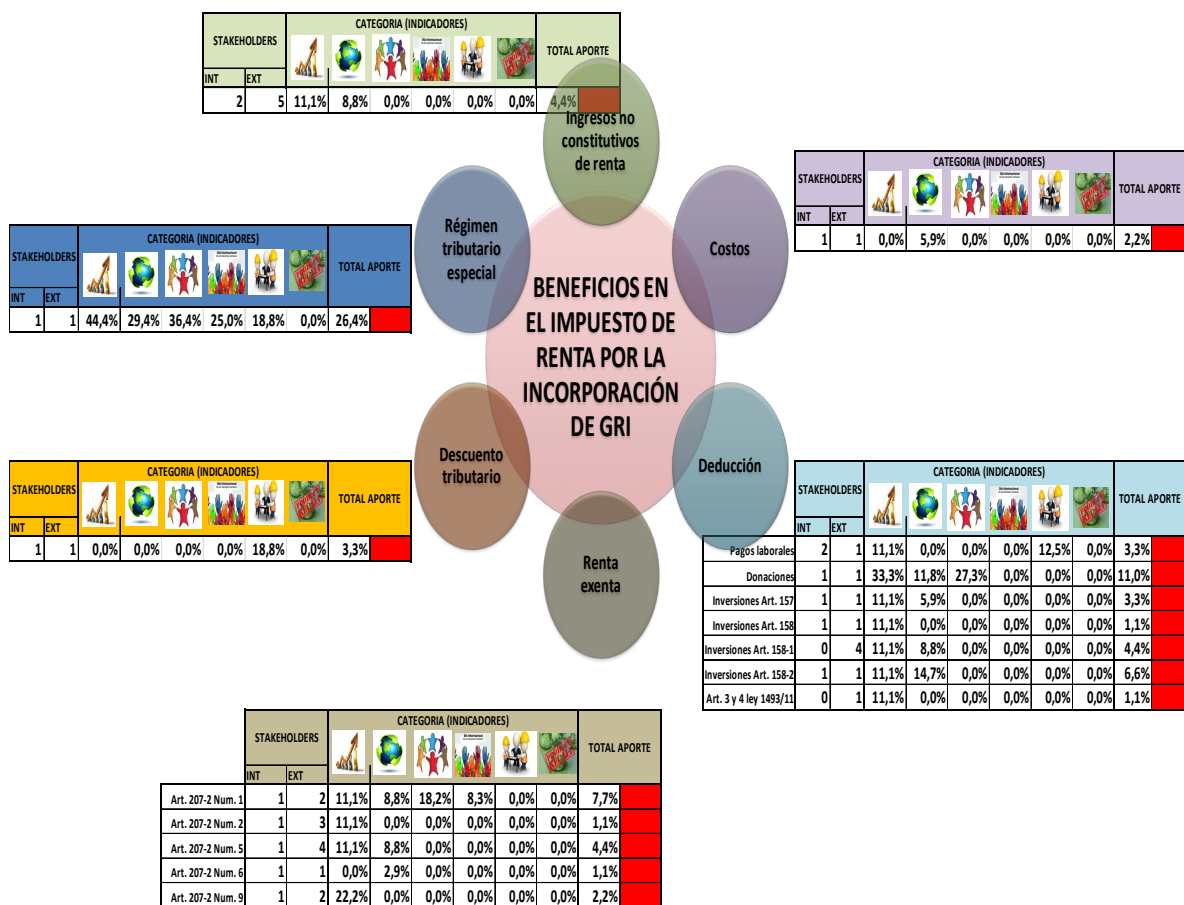 STAKEHOLDERS CATEGORIA (INDICADORES) TOTAL APORTE
INT EXT
2 5 11,1% 8,8% 0,0% 0,0% 0,0% 0,0% 4,4%
Ingresos no
constitutivos
de renta
STAKEHOLDERS CATEGORIA (INDICADORES) TOTAL APORTE
INT EXT
1 1 0,0% 5,9% 0,0% 0,0% 0,0% 0,0% 2,2%
Costos
Régimen
tributario
especial
STAKEHOLDERS CATEGORIA (INDICADORES) TOTAL APORTE
INT EXT
1 1 44,4% 29,4% 36,4% 25,0% 18,8% 0,0% 26,4%
BENEFICIOS EN
EL IMPUESTO DE
RENTA POR LA
INCORPORACIÓN
DE GRI
Descuento
tributario
STAKEHOLDERS CATEGORIA (INDICADORES) TOTAL APORTE
INT EXT
1 1 0,0% 0,0% 0,0% 0,0% 18,8% 0,0% 3,3%
Deducción
STAKEHOLDERS CATEGORIA (INDICADORES) TOTAL APORTE
INT EXT
Pagos laborales 2 1 11,1% 0,0% 0,0% 0,0% 12,5% 0,0% 3,3%
Donaciones 1 1 33,3% 11,8% 27,3% 0,0% 0,0% 0,0% 11,0%
Inversiones Art. 157 1 1 11,1% 5,9% 0,0% 0,0% 0,0% 0,0% 3,3%
Inversiones Art. 158 1 1 11,1% 0,0% 0,0% 0,0% 0,0% 0,0% 1,1%
Inversiones Art. 158-1 0 4 11,1% 8,8% 0,0% 0,0% 0,0% 0,0% 4,4%
Inversiones Art. 158-2 1 1 11,1% 14,7% 0,0% 0,0% 0,0% 0,0% 6,6%
Art. 3 y 4 ley 1493/11 0 1 11,1% 0,0% 0,0% 0,0% 0,0% 0,0% 1,1%
Renta
exenta
STAKEHOLDERS CATEGORIA (INDICADORES) TOTAL APORTE
INT EXT
Art. 207-2 Num. 1 1 2 11,1% 8,8% 18,2% 8,3% 0,0% 0,0% 7,7%
Art. 207-2 Num. 2 1 3 11,1% 0,0% 0,0% 0,0% 0,0% 0,0% 1,1%
Art. 207-2 Num. 5 1 4 11,1% 8,8% 0,0% 0,0% 0,0% 0,0% 4,4%
Art. 207-2 Num. 6 1 1 0,0% 2,9% 0,0% 0,0% 0,0% 0,0% 1,1%
Art. 207-2 Num. 9 1 2 22,2% 0,0% 0,0% 0,0% 0,0% 0,0% 2,2%